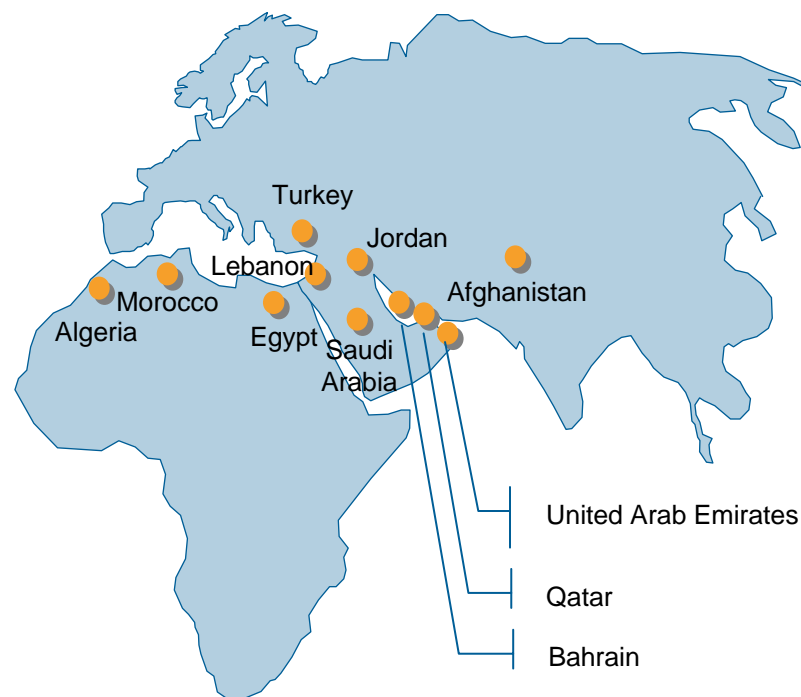 Turkey
Jordan
Lebanon
Afghanistan
Morocco
Algeria
Egypt
Saudi
Arabia
United Arab Emirates
Qatar
Bahrain